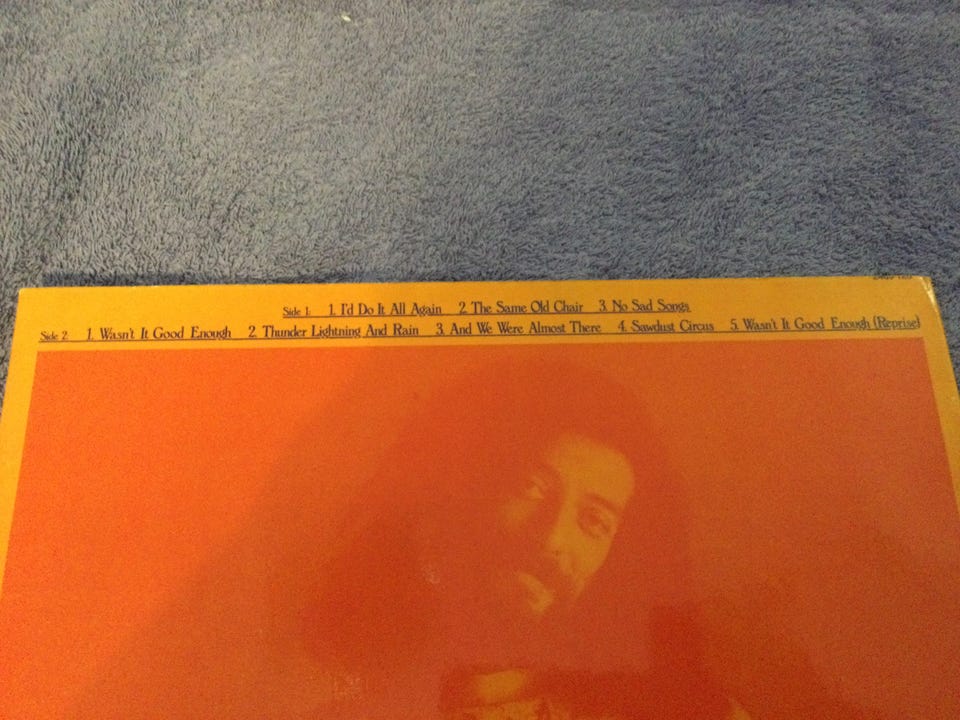 Side 1: 1. I'd Do It All Again 2. The Same Old Chair 3. No Sad Songs
Side 2: 1. Wasn't It Good Enough 2. Thunder Lightning And Rain 3. And We Were Almost There 4. Sawdust Circus 5. Wasn't It Good Enough (Reprise)